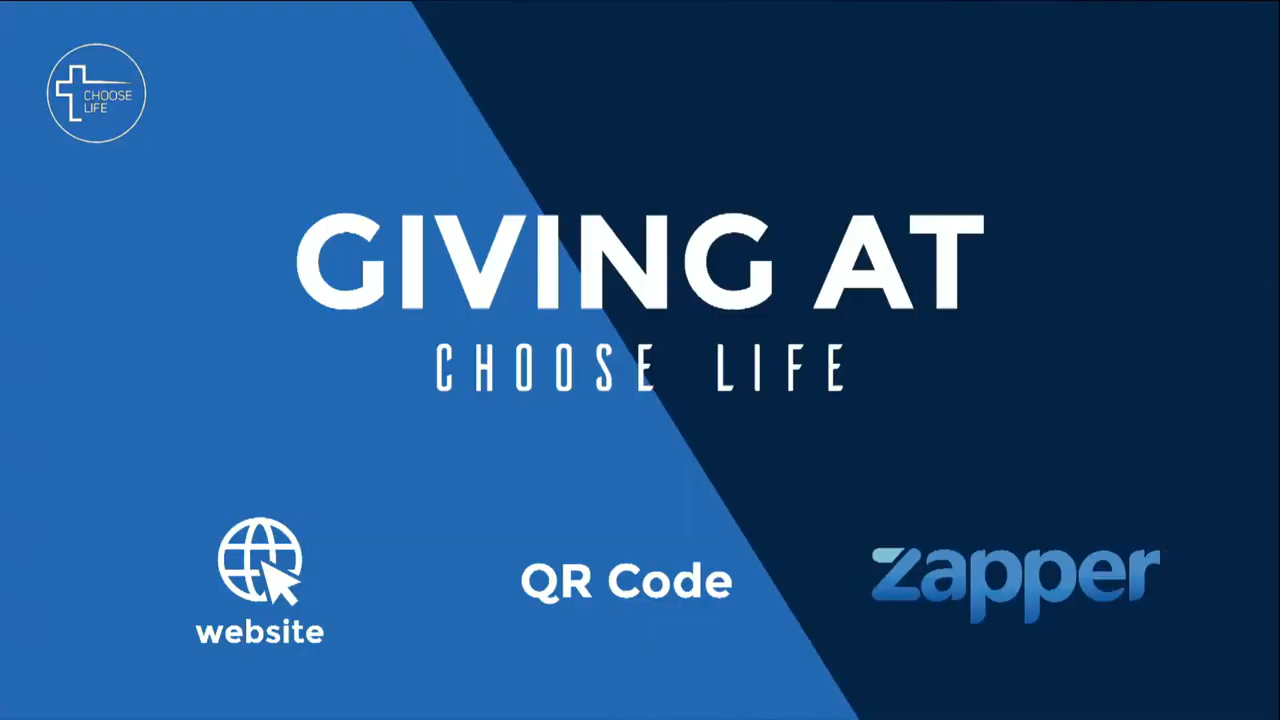 CHOOSE
LIFE
GIVING AT
CHOOSE LIFE
website
QR Code
zapper